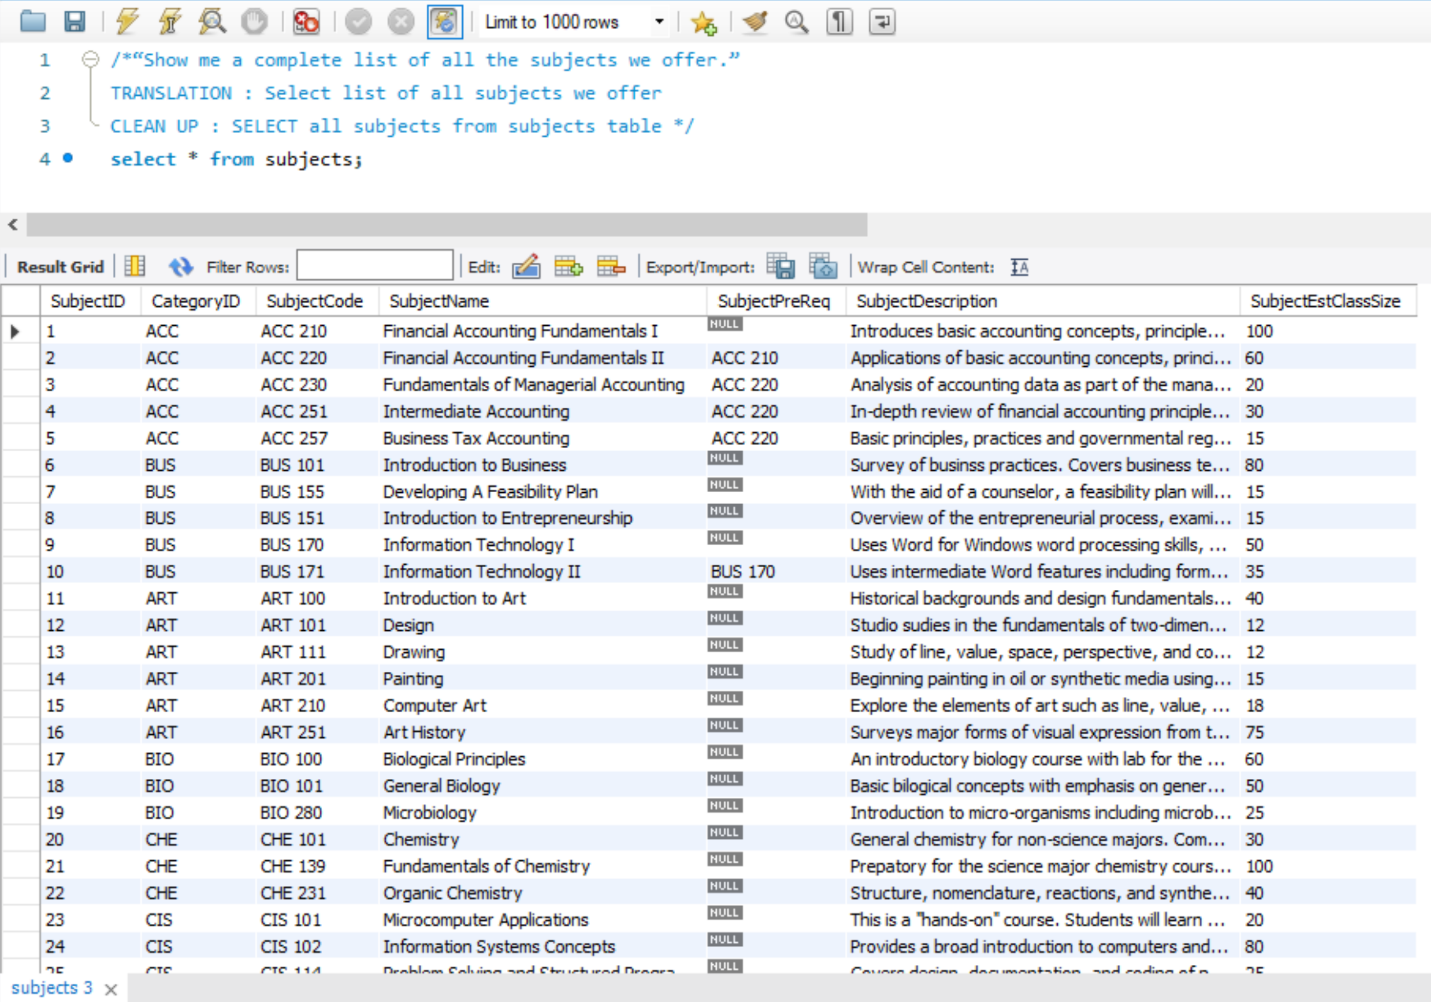 Limit to 1000 rows
1 /*“Show me a complete list of all the subjects we offer.”
2 TRANSLATION : Select list of all subjects we offer
3 CLEAN UP : SELECT all subjects from subjects table */
4 select * from subjects;
Result Grid Filter Rows: Edit: Export/Import: Wrap Cell Content:
SubjectID CategoryID SubjectCode SubjectName SubjectPreReq SubjectDescription SubjectEstClassSize
1 ACC ACC 210 Financial Accounting Fundamentals I NULL Introduces basic accounting concepts, principle... 100
2 ACC ACC 220 Financial Accounting Fundamentals II ACC 210 Applications of basic accounting concepts, princi... 60
3 ACC ACC 230 Fundamentals of Managerial Accounting ACC 220 Analysis of accounting data as part of the mana... 20
4 ACC ACC 251 Intermediate Accounting ACC 220 In-depth review of financial accounting principle... 30
5 ACC ACC 257 Business Tax Accounting ACC 220 Basic principles, practices and governmental reg... 15
6 BUS BUS 101 Introduction to Business NULL Survey of businss practices. Covers business te... 80
7 BUS BUS 155 Developing A Feasibility Plan NULL With the aid of a counselor, a feasibility plan will... 15
8 BUS BUS 151 Introduction to Entrepreneurship NULL Overview of the entrepreneurial process, exami... 15
9 BUS BUS 170 Information Technology I NULL Uses Word for Windows word processing skills, ... 50
10 BUS BUS 171 Information Technology II BUS 170 Uses intermediate Word features including form... 35
11 ART ART 100 Introduction to Art NULL Historical backgrounds and design fundamentals... 40
12 ART ART 101 Design NULL Studio sudies in the fundamentals of two-dimen... 12
13 ART ART 111 Drawing NULL Study of line, value, space, perspective, and co... 12
14 ART ART 201 Painting NULL Beginning painting in oil or synthetic media using... 15
15 ART ART 210 Computer Art NULL Explore the elements of art such as line, value, ... 18
16 ART ART 251 Art History NULL Surveys major forms of visual expression from t... 75
17 BIO BIO 100 Biological Principles NULL An introductory biology course with lab for the ... 60
18 BIO BIO 101 General Biology NULL Basic bilogical concepts with emphasis on gener... 50
19 BIO BIO 280 Microbiology NULL Introduction to micro-organisms including microb... 25
20 CHE CHE 101 Chemistry NULL General chemistry for non-science majors. Com... 30
21 CHE CHE 139 Fundamentals of Chemistry NULL Prepatory for the science major chemistry cours... 100
22 CHE CHE 231 Organic Chemistry NULL Structure, nomenclature, reactions, and synthe... 40
23 CIS CIS 101 Microcomputer Applications NULL This is a "hands-on" course. Students will learn ... 20
24 CIS CIS 102 Information Systems Concepts NULL Provides a broad introduction to computers and... 80
25 CIS CIS 114 Problem Solving and Structured Progra... NULL Covers design, documentation, and coding of p... 25
subjects 3